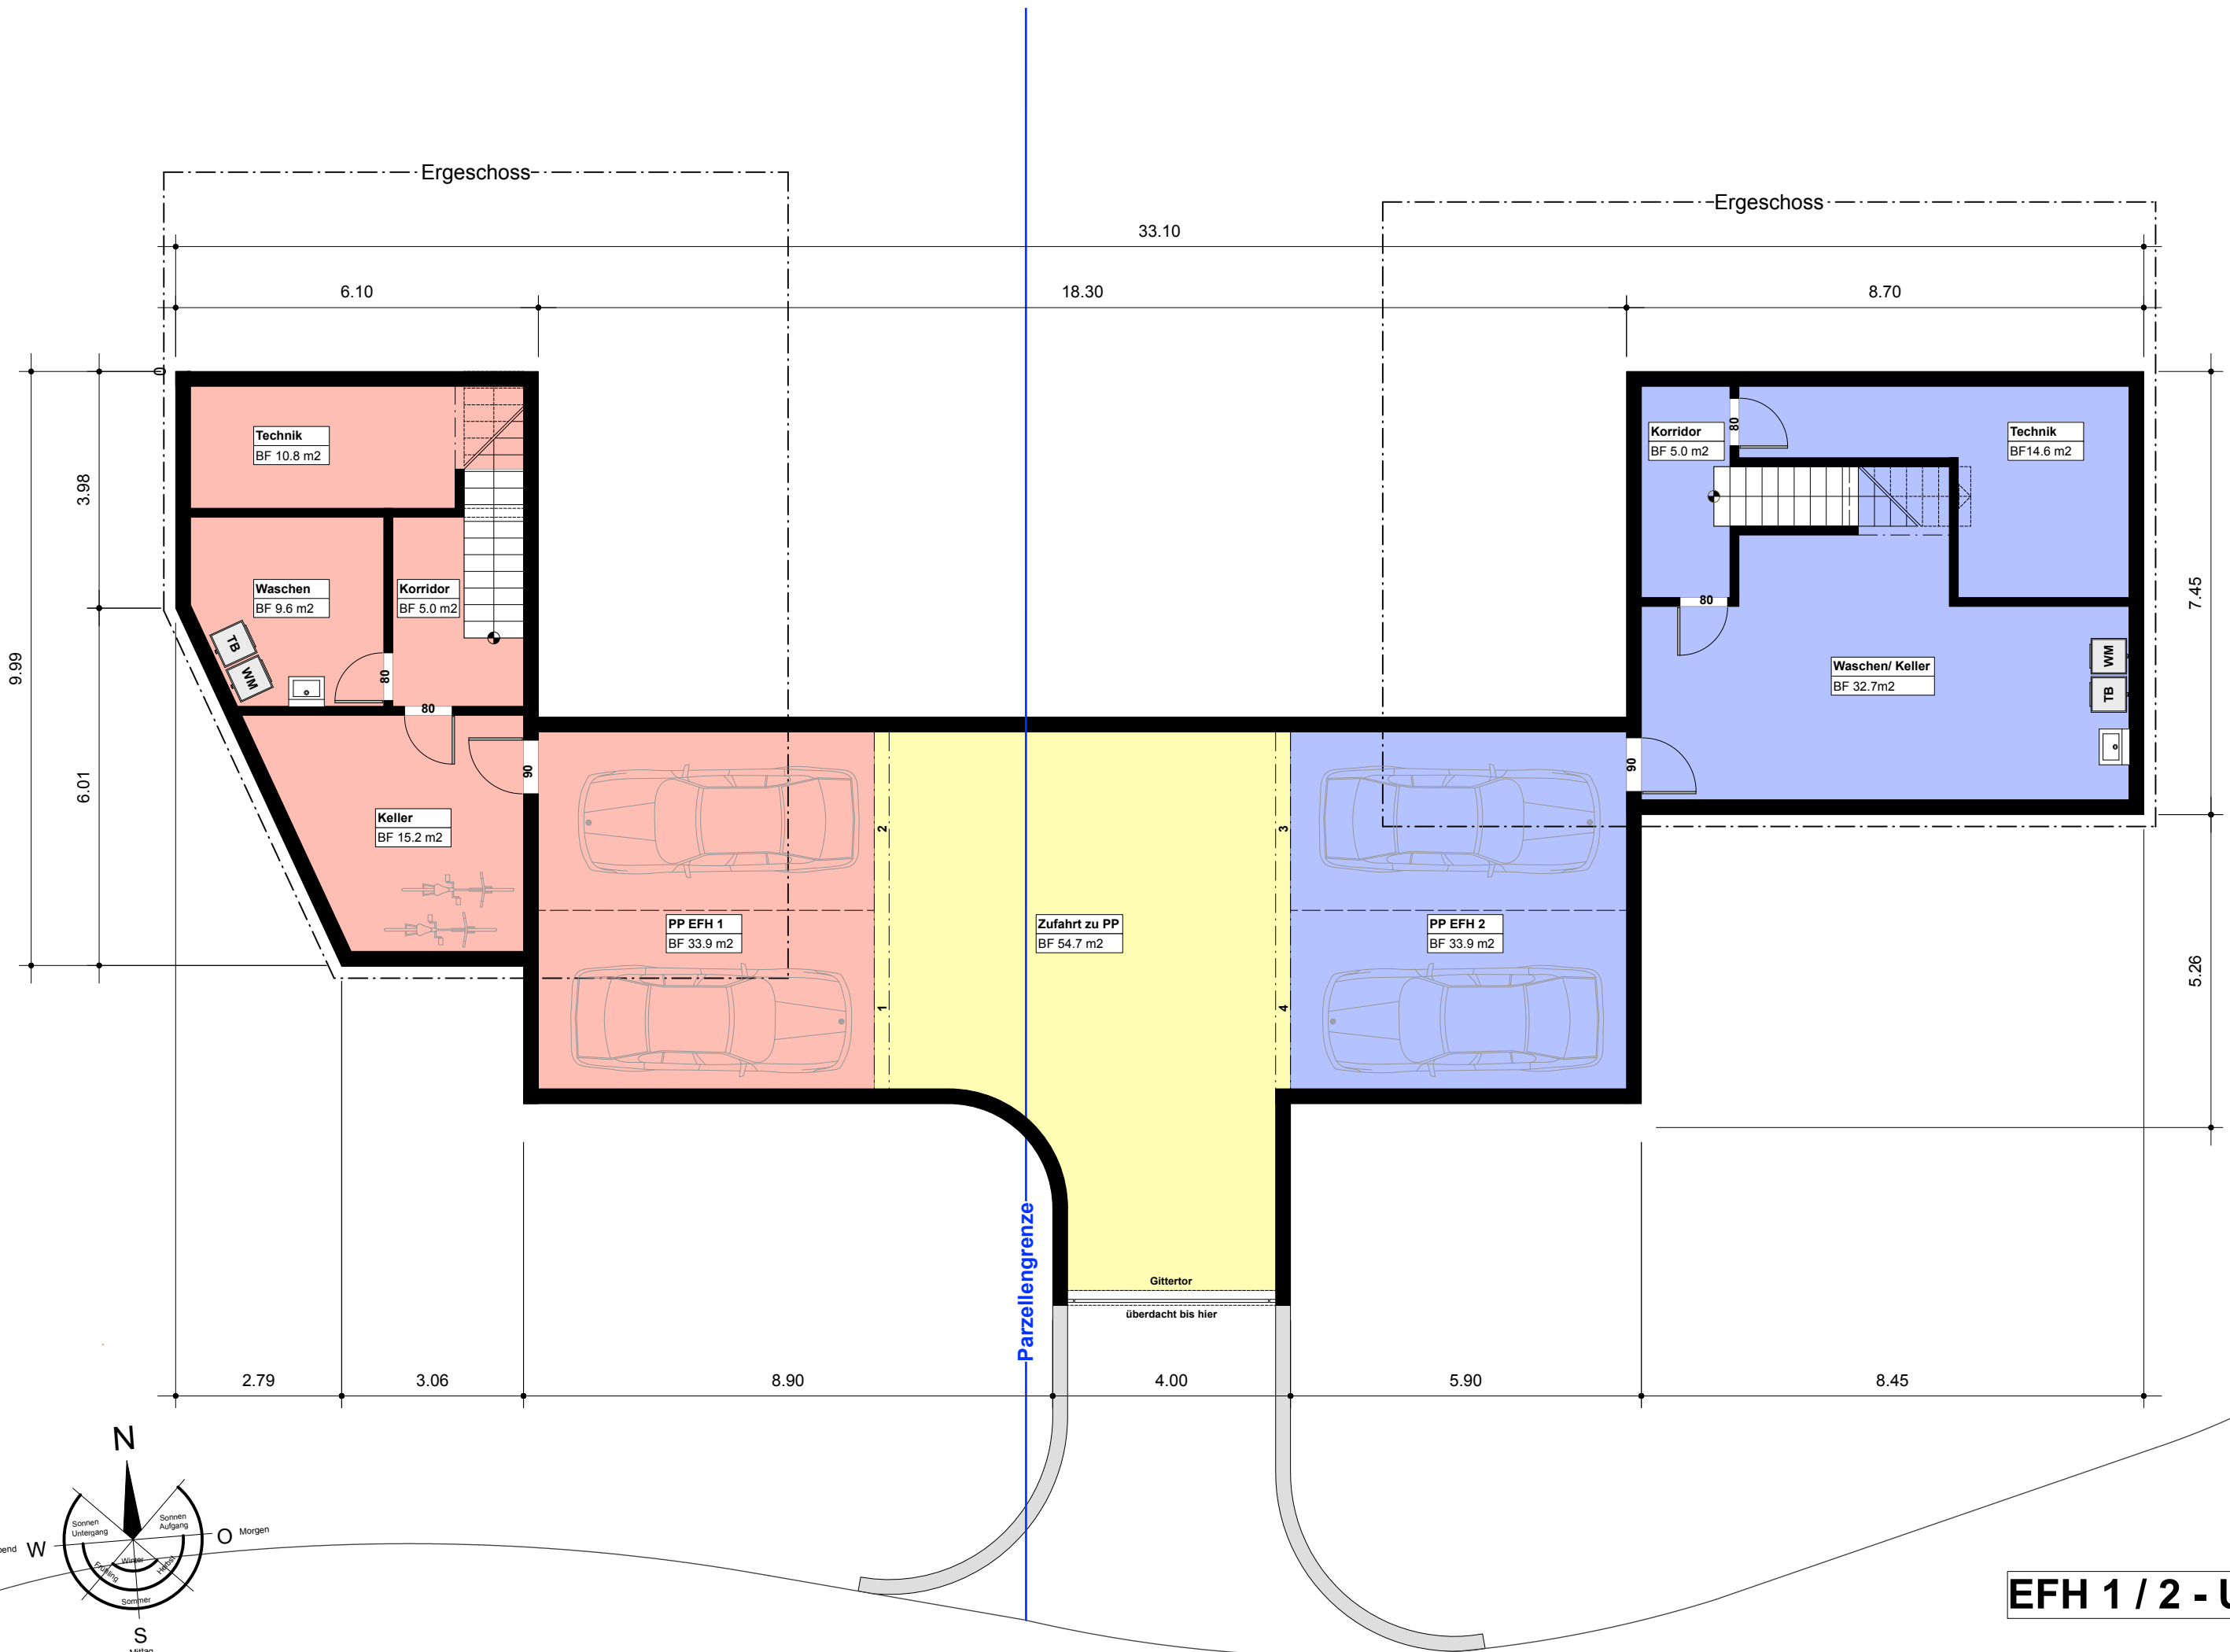 Ergeschoss
Ergeschoss
33.10
6.10
18.30
8.70
0
3.98
9.99
6.01
7.45
5.26
Technik
BF 10.8 m2
Waschen
BF 9.6 m2
Korridor
BF 5.0 m2
TB
WM
80
80
90
Keller
BF 15.2 m2
Korridor
BF 5.0 m2
80
Technik
BF14.6 m2
80
Waschen/ Keller
BF 32.7m2
WM
TB
90
2
3
PP EFH 1
BF 33.9 m2
Zufahrt zu PP
BF 54.7 m2
PP EFH 2
BF 33.9 m2
1
4
Parzellengrenze
Gittertor
überdacht bis hier
2.79
3.06
8.90
4.00
5.90
8.45
N
Sonnen
Untergang
Sonnen
Aufgang
W
O
Morgen
Winter
Frühling
Herbst
Sommer
S
EFH 1 / 2 -